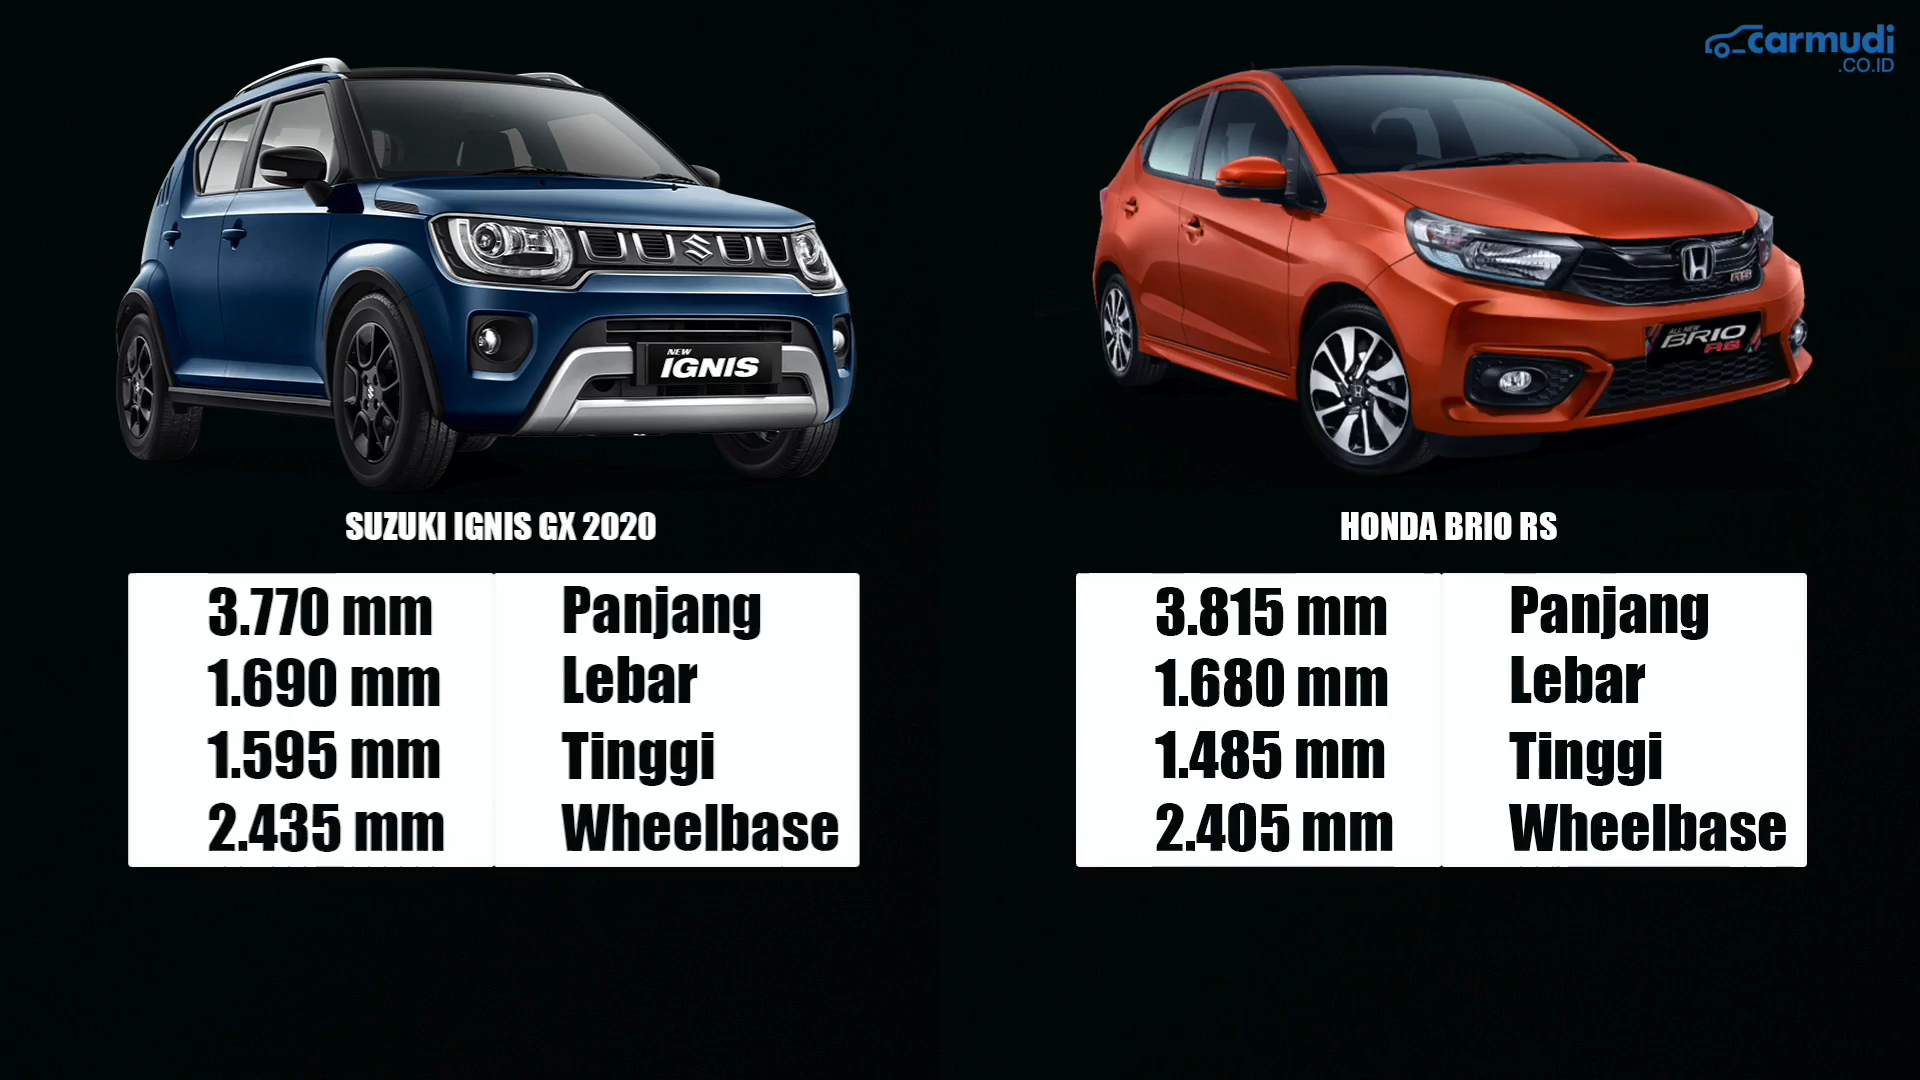 carmudi
.CO.ID
NEW
IGNIS
ALL NEW
BRIO
RS
RS
SUZUKI IGNIS GX 2020
3.770 mm Panjang
1.690 mm Lebar
1.595 mm Tinggi
2.435 mm Wheelbase
HONDA BRIO RS
3.815 mm Panjang
1.680 mm Lebar
1.485 mm Tinggi
2.405 mm Wheelbase